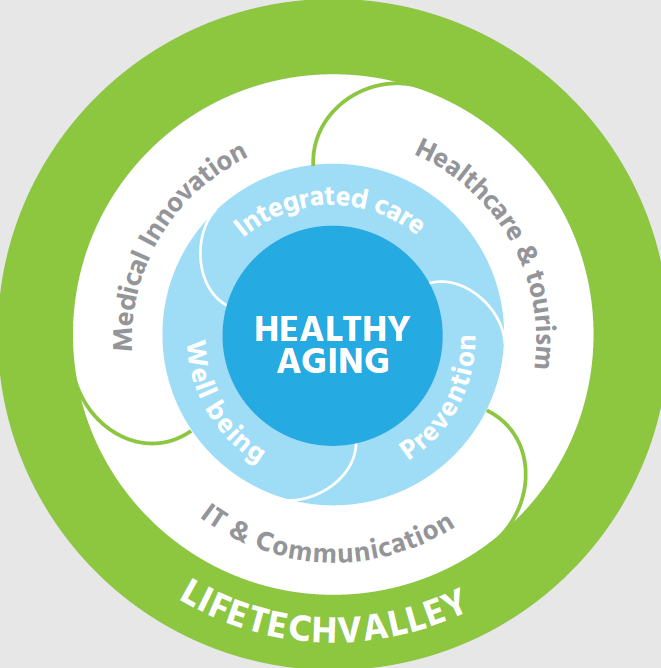 Medical Innovation
Healthcare & tourism
Integrated care
HEALTHY
AGING
Well being
Prevention
IT & Communication
LIFETECHVALLEY